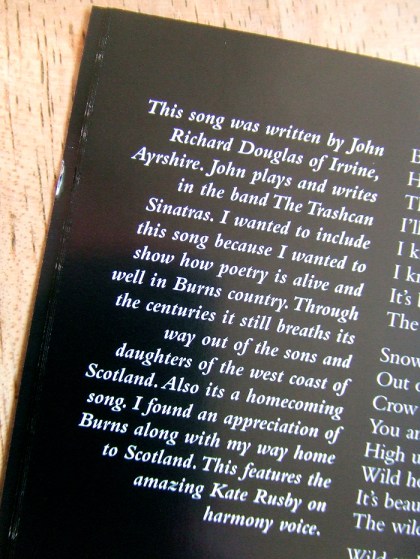 This song was written by John
Richard Douglas of Irvine,
Ayrshire. John plays and writes
in the band The Trashcan
Sinatras. I wanted to include
this song because I wanted to
show how poetry is alive and
well in Burns country. Through
the centuries it still breaths its
way out of the sons and
daughters of the west coast of
Scotland. Also its a homecoming
song. I found an appreciation of
Burns along with my way home
to Scotland. This features the
amazing Kate Rusby on
harmony voice.
I'll
I
I
It's
The
Snow
Out
Crow
You
High
Wild
It's
The
Wild